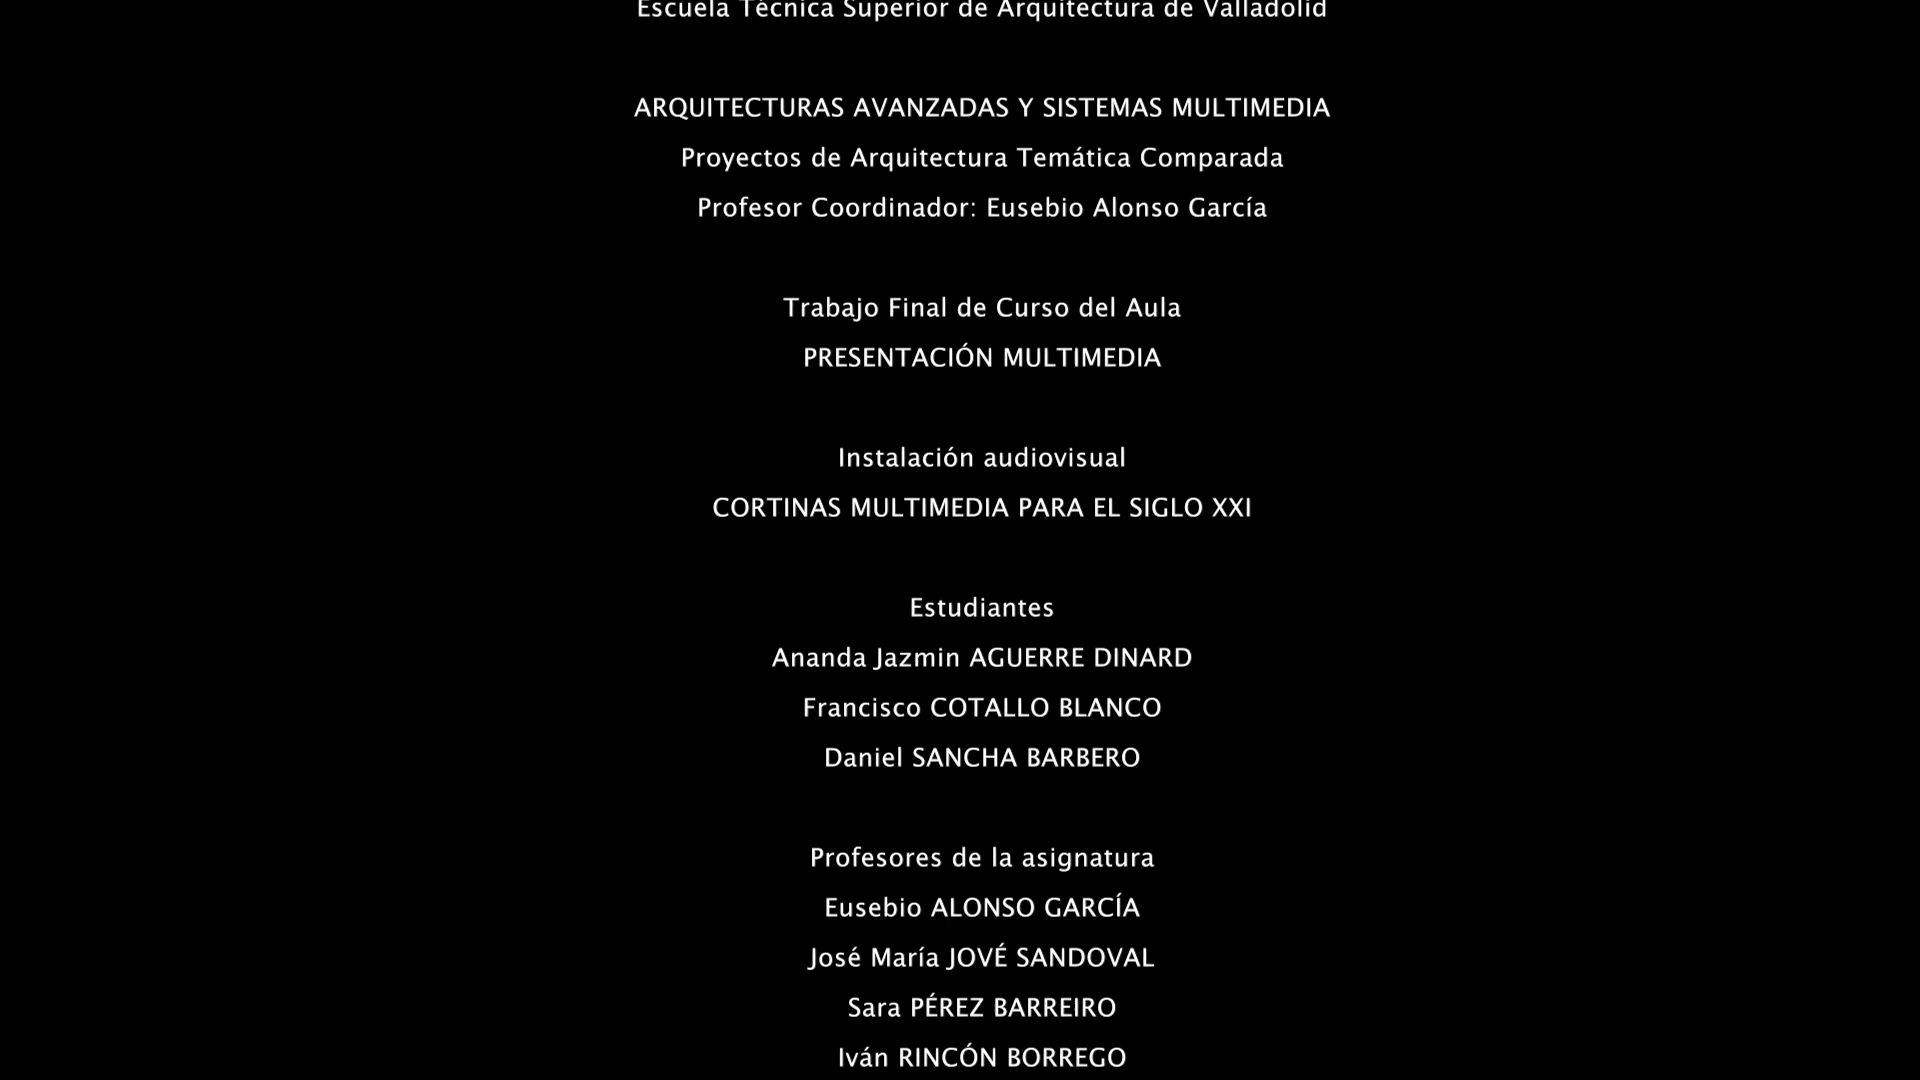 Escuela Técnica Superior de Arquitectura de Valladolid
ARQUITECTURAS AVANZADAS Y SISTEMAS MULTIMEDIA
Proyectos de Arquitectura Temática Comparada
Profesor Coordinador: Eusebio Alonso García
Trabajo Final de Curso del Aula
PRESENTACIÓN MULTIMEDIA
Instalación audiovisual
CORTINAS MULTIMEDIA PARA EL SIGLO XXI
Estudiantes
Ananda Jazmin AGUERRE DINARD
Francisco COTALLO BLANCO
Daniel SANCHA BARBERO
Profesores de la asignatura
Eusebio ALONSO GARCÍA
José María JOVÉ SANDOVAL
Sara PÉREZ BARREIRO
Iván RINCÓN BORREGO